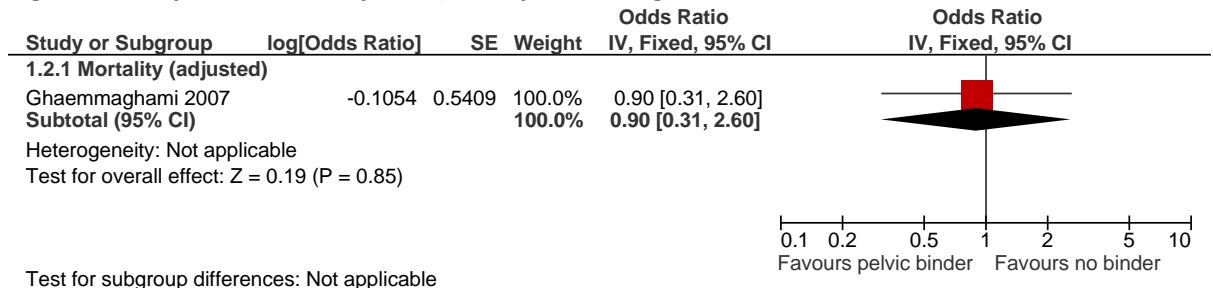 Odds Ratio Odds Ratio
Study or Subgroup log[Odds Ratio] SE Weight IV, Fixed, 95% CI IV, Fixed, 95% CI
1.2.1 Mortality (adjusted)
Ghaemmaghami 2007 -0.1054 0.5409 100.0% 0.90 [0.31, 2.60]
Subtotal (95% CI) 100.0% 0.90 [0.31, 2.60]
Heterogeneity: Not applicable
Test for overall effect: Z = 0.19 (P = 0.85)
0.1 0.2 0.5 1 2 5 10
Favours pelvic binder Favours no binder
Test for subgroup differences: Not applicable